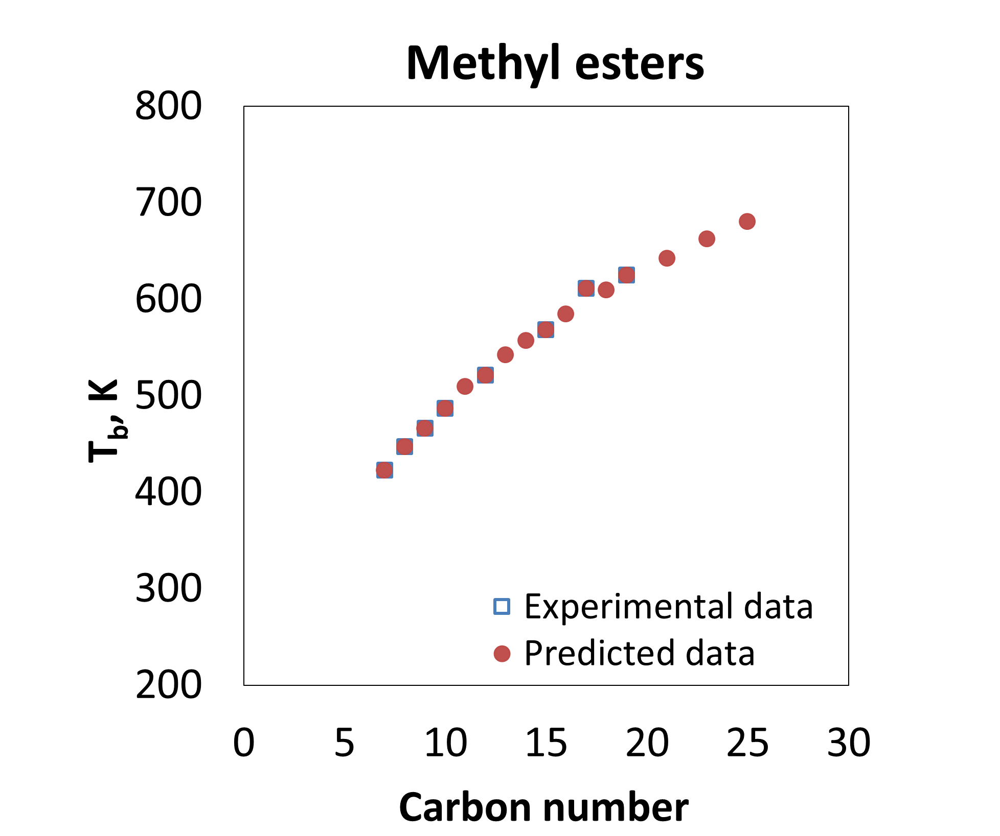 Methyl esters
800
700
600
500
400
300
200
T_b, K
0 5 10 15 20 25 30
Carbon number
Experimental data
Predicted data